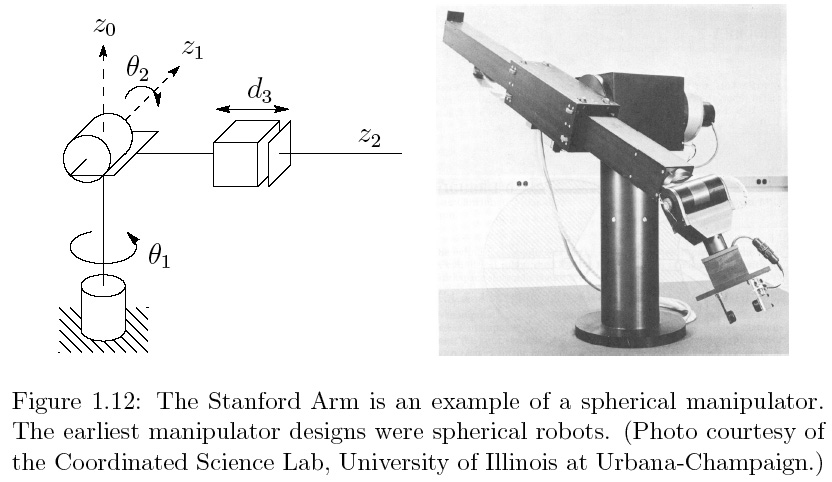 z0
z1
θ2
d3
z2
θ1
Figure 1.12: The Stanford Arm is an example of a spherical manipulator.
The earliest manipulator designs were spherical robots. (Photo courtesy of
the Coordinated Science Lab, University of Illinois at Urbana-Champaign.)